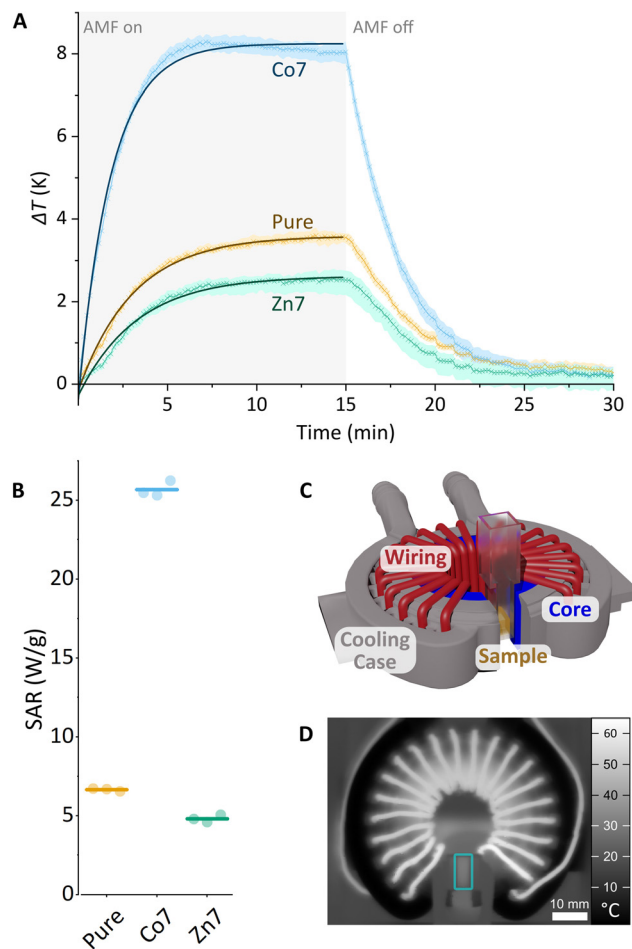 A
AMF on
AMF off
8
6
4
2
0
ΔT (K)
Co7
Pure
Zn7
5
10
15
20
25
30
Time (min)
B
25
20
15
10
5
0
SAR (W/g)
Pure
Co7
Zn7
C
Wiring
Core
Cooling
Case
Sample
D
60
50
40
30
20
10
°C
10 mm